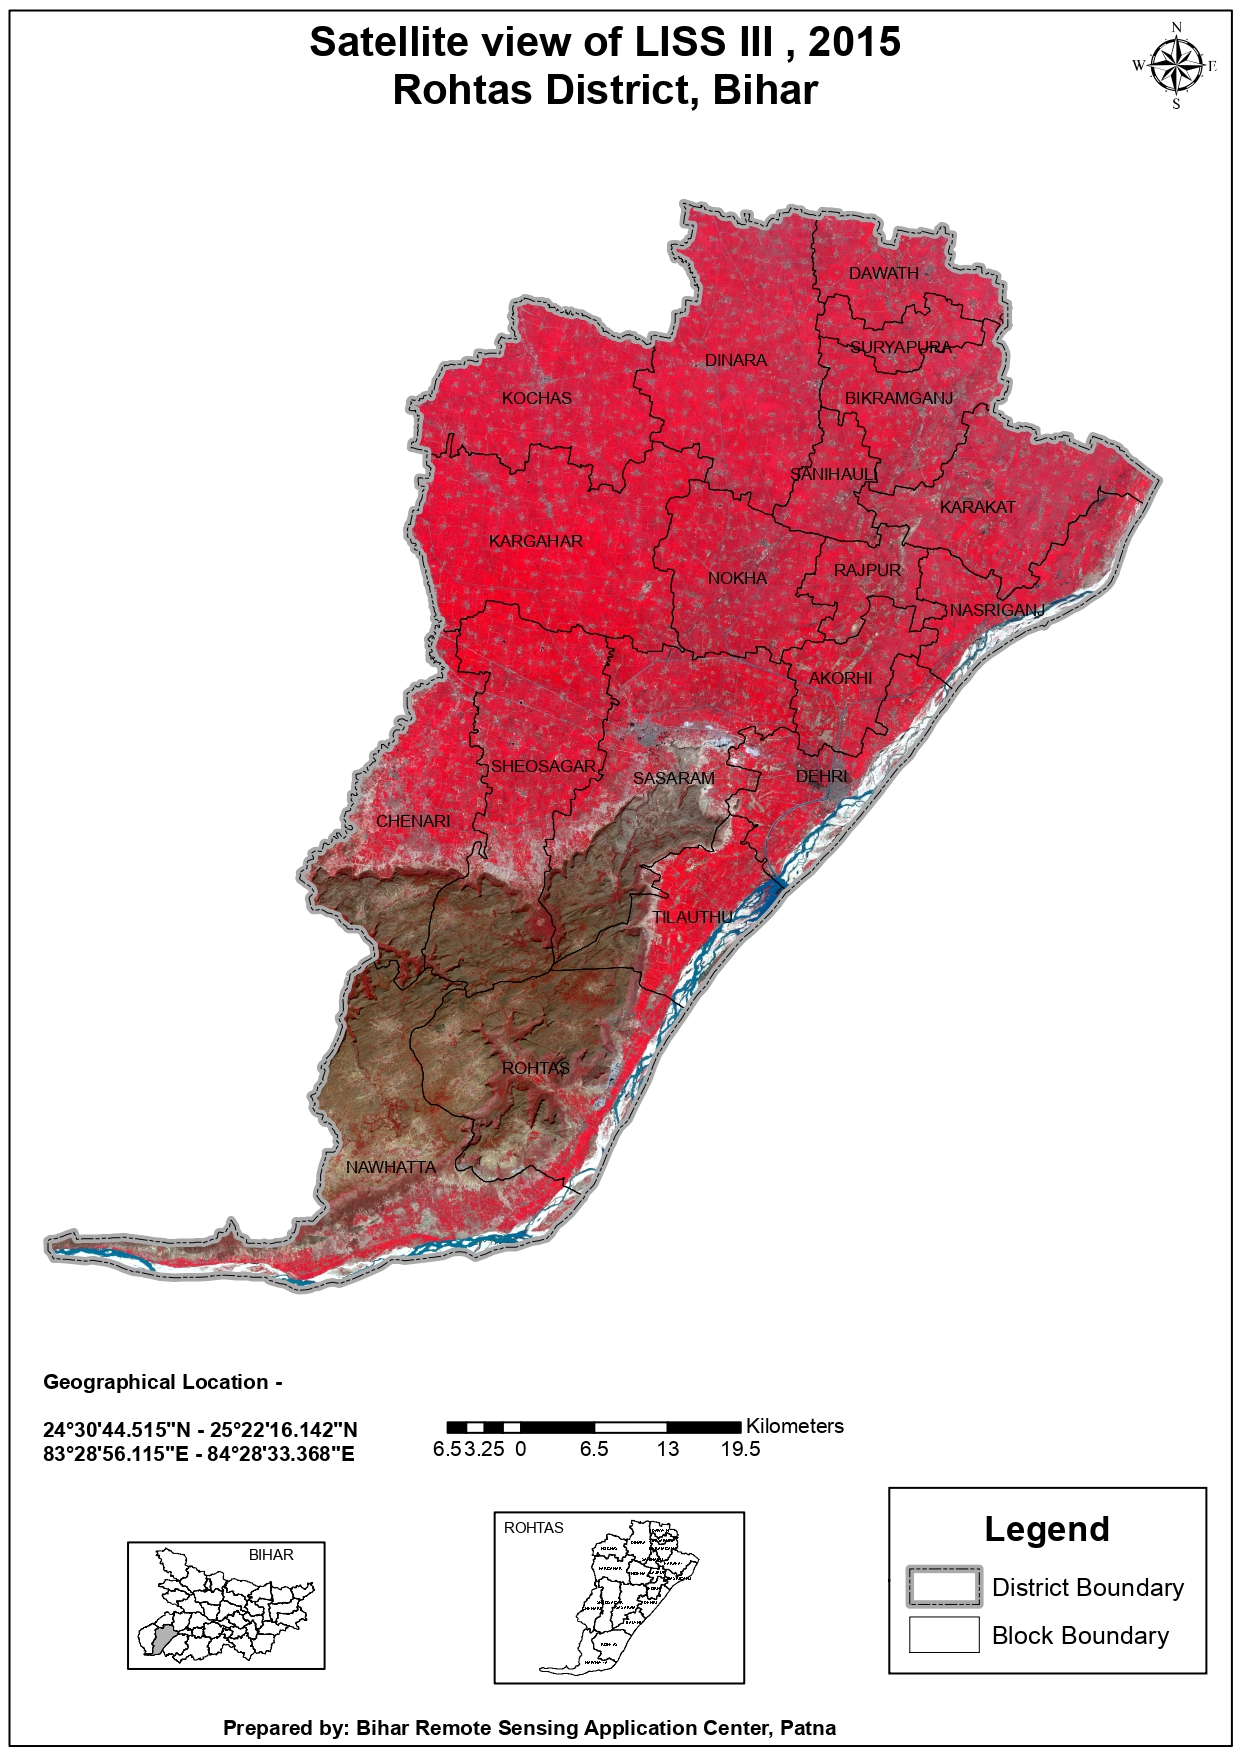 Satellite view of LISS III , 2015
Rohtas District, Bihar
N
W E
S
DAWATH
SURYAPURA
DINARA
BIKRAMGANJ
KOCHAS
SANIHAULI
KARAKAT
KARGAHAR
RAJPUR
NOKHA
NASRIGANJ
AKORHI
SHEOSAGAR
SASARAM
DEHRI
CHENARI
TILAUTHU
ROHTAS
NAWHATTA
Geographical Location -
24°30'44.515"N - 25°22'16.142"N
83°28'56.115"E - 84°28'33.368"E
Kilometers
6.5 3.25 0 6.5 13 19.5
BIHAR
ROHTAS
Legend
District Boundary
Block Boundary
Prepared by: Bihar Remote Sensing Application Center, Patna